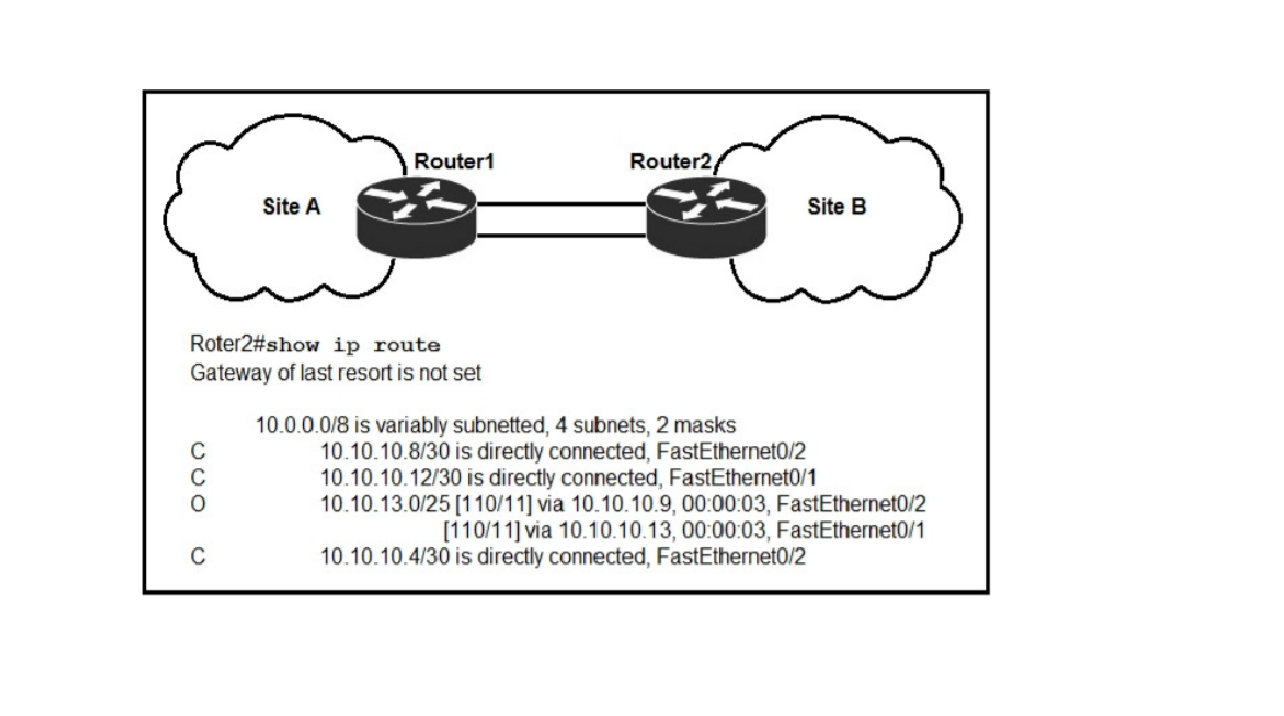 Router1
Router2
Site A
Site B
Roter2#show ip route
Gateway of last resort is not set
10.0.0.0/8 is variably subnetted, 4 subnets, 2 masks
C 10.10.10.8/30 is directly connected, FastEthernet0/2
C 10.10.10.12/30 is directly connected, FastEthernet0/1
O 10.10.13.0/25 [110/11] via 10.10.10.9, 00:00:03, FastEthernet0/2
[110/11] via 10.10.10.13, 00:00:03, FastEthernet0/1
C 10.10.10.4/30 is directly connected, FastEthernet0/2